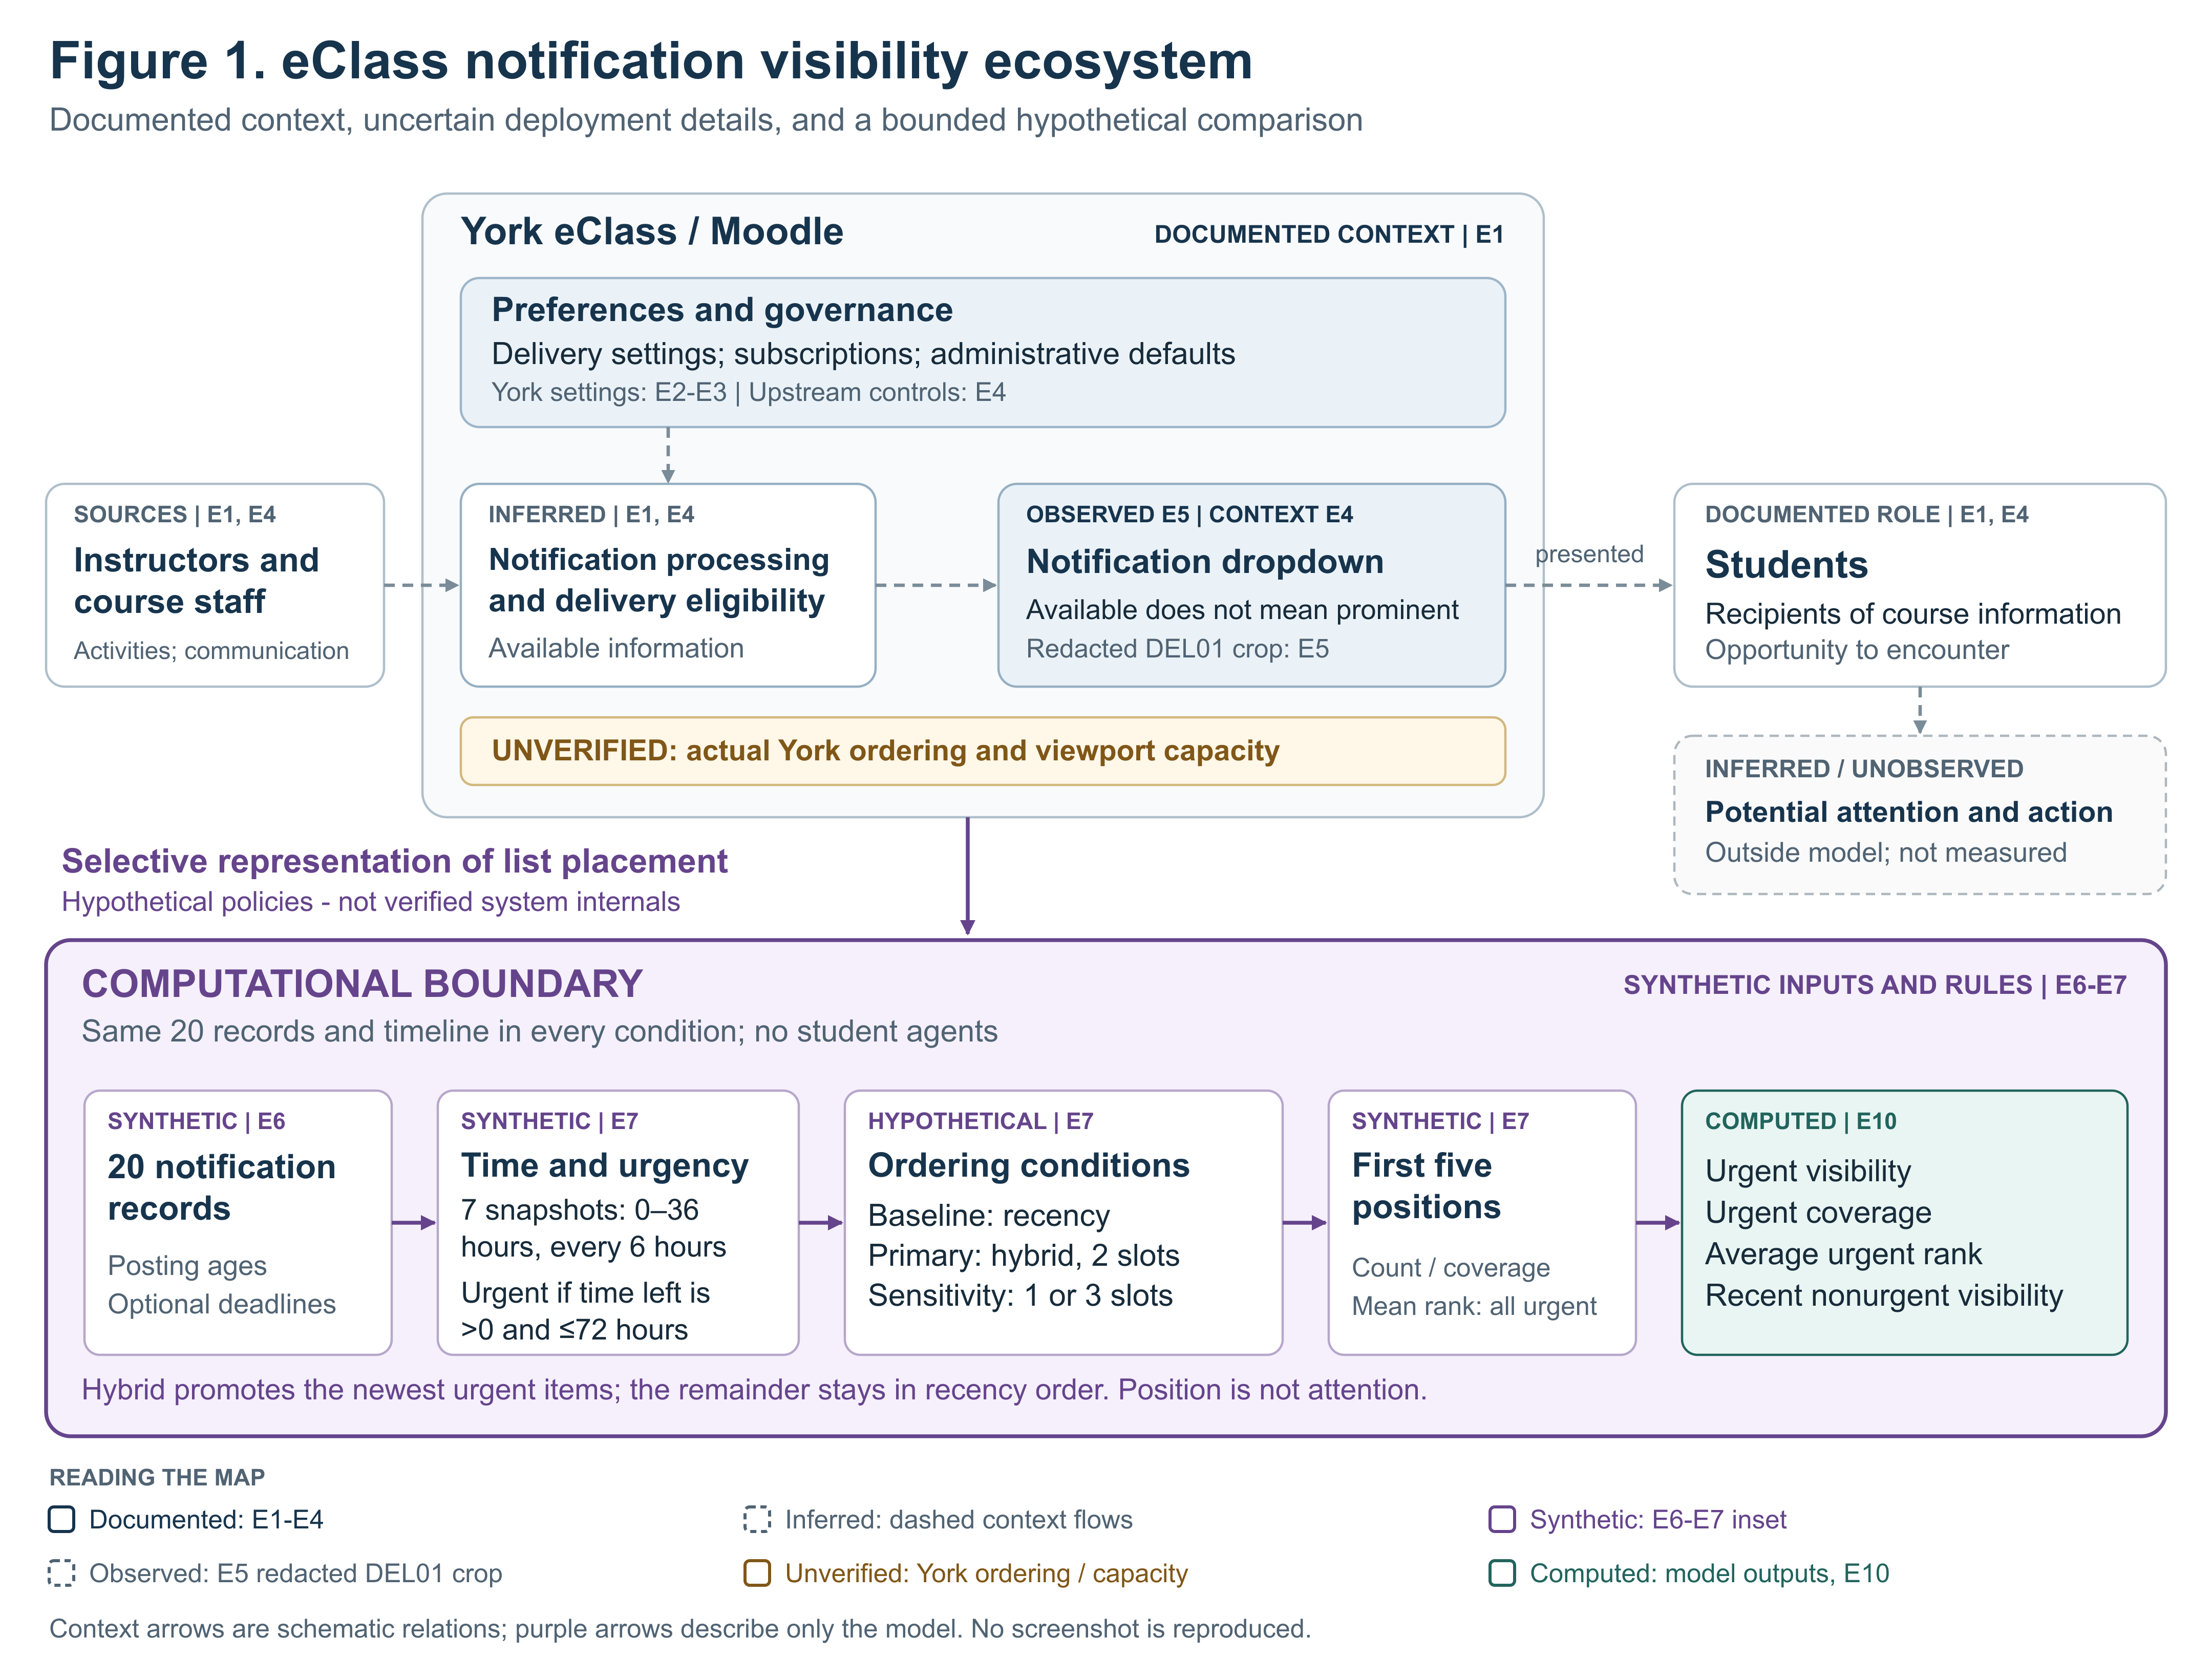 Figure 1. eClass notification visibility ecosystem
Documented context, uncertain deployment details, and a bounded hypothetical comparison
York eClass / Moodle
DOCUMENTED CONTEXT | E1
Preferences and governance
Delivery settings; subscriptions; administrative defaults
York settings: E2-E3 | Upstream controls: E4
SOURCES | E1, E4
Instructors and
course staff
Activities; communication
INFERRED | E1, E4
Notification processing
and delivery eligibility
Available information
OBSERVED E5 | CONTEXT E4
Notification dropdown
Available does not mean prominent
Redacted DEL01 crop: E5
presented
DOCUMENTED ROLE | E1, E4
Students
Recipients of course information
Opportunity to encounter
UNVERIFIED: actual York ordering and viewport capacity
INFERRED / UNOBSERVED
Potential attention and action
Outside model; not measured
Selective representation of list placement
Hypothetical policies - not verified system internals
COMPUTATIONAL BOUNDARY
SYNTHETIC INPUTS AND RULES | E6-E7
Same 20 records and timeline in every condition; no student agents
SYNTHETIC | E6
20 notification
records
Posting ages
Optional deadlines
SYNTHETIC | E7
Time and urgency
7 snapshots: 0–36
hours, every 6 hours
Urgent if time left is
>0 and ≤72 hours
HYPOTHETICAL | E7
Ordering conditions
Baseline: recency
Primary: hybrid, 2 slots
Sensitivity: 1 or 3 slots
SYNTHETIC | E7
First five
positions
Count / coverage
Mean rank: all urgent
COMPUTED | E10
Urgent visibility
Urgent coverage
Average urgent rank
Recent nonurgent visibility
Hybrid promotes the newest urgent items; the remainder stays in recency order. Position is not attention.
READING THE MAP
Documented: E1-E4
Inferred: dashed context flows
Synthetic: E6-E7 inset
Observed: E5 redacted DEL01 crop
Unverified: York ordering / capacity
Computed: model outputs, E10
Context arrows are schematic relations; purple arrows describe only the model. No screenshot is reproduced.